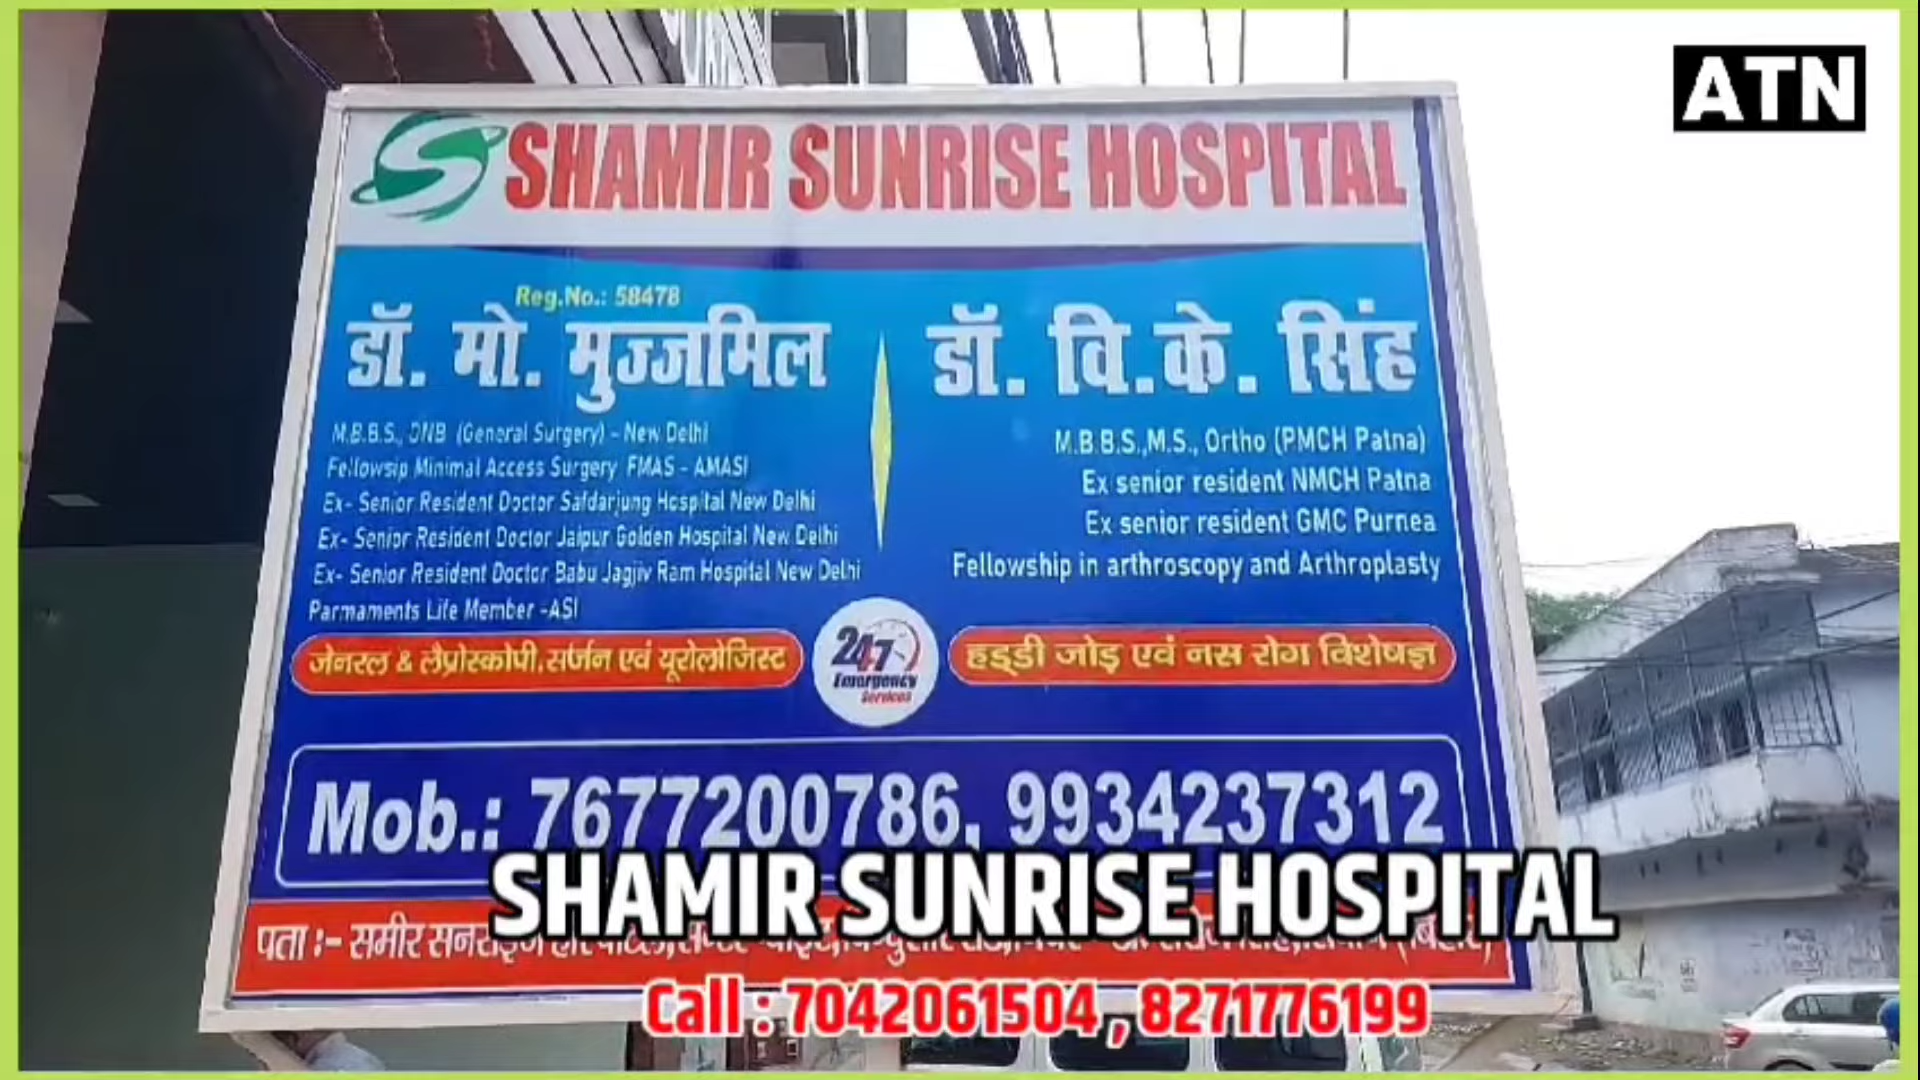 ATN
SHAMIR SUNRISE HOSPITAL
Reg.No.: 58478
डॉ. मो. मुज्जमिल
M.B.B.S., DNB (General Surgery) - New Delhi
Fellowsip Minimal Access Surgery FMAS - AMASI
Ex- Senior Resident Doctor Safdarjung Hospital New Delhi
Ex- Senior Resident Doctor Jaipur Golden Hospital New Delhi
Ex- Senior Resident Doctor Babu Jagjiv Ram Hospital New Delhi
Parmaments Life Member -ASI
जेनरल & लैप्रोस्कोपी, सर्जन एवं यूरोलोजिस्ट
डॉ. वि.के. सिंह
M.B.B.S.,M.S., Ortho (PMCH Patna)
Ex senior resident NMCH Patna
Ex senior resident GMC Purnea
Fellowship in arthroscopy and Arthroplasty
हड्डी जोड़ एवं नस रोग विशेषज्ञ
24x7
Emergency
Services
Mob.: 7677200786, 9934237312
पता :- समीर सनराइज
SHAMIR SUNRISE HOSPITAL
Call : 7042061504 , 8271776199